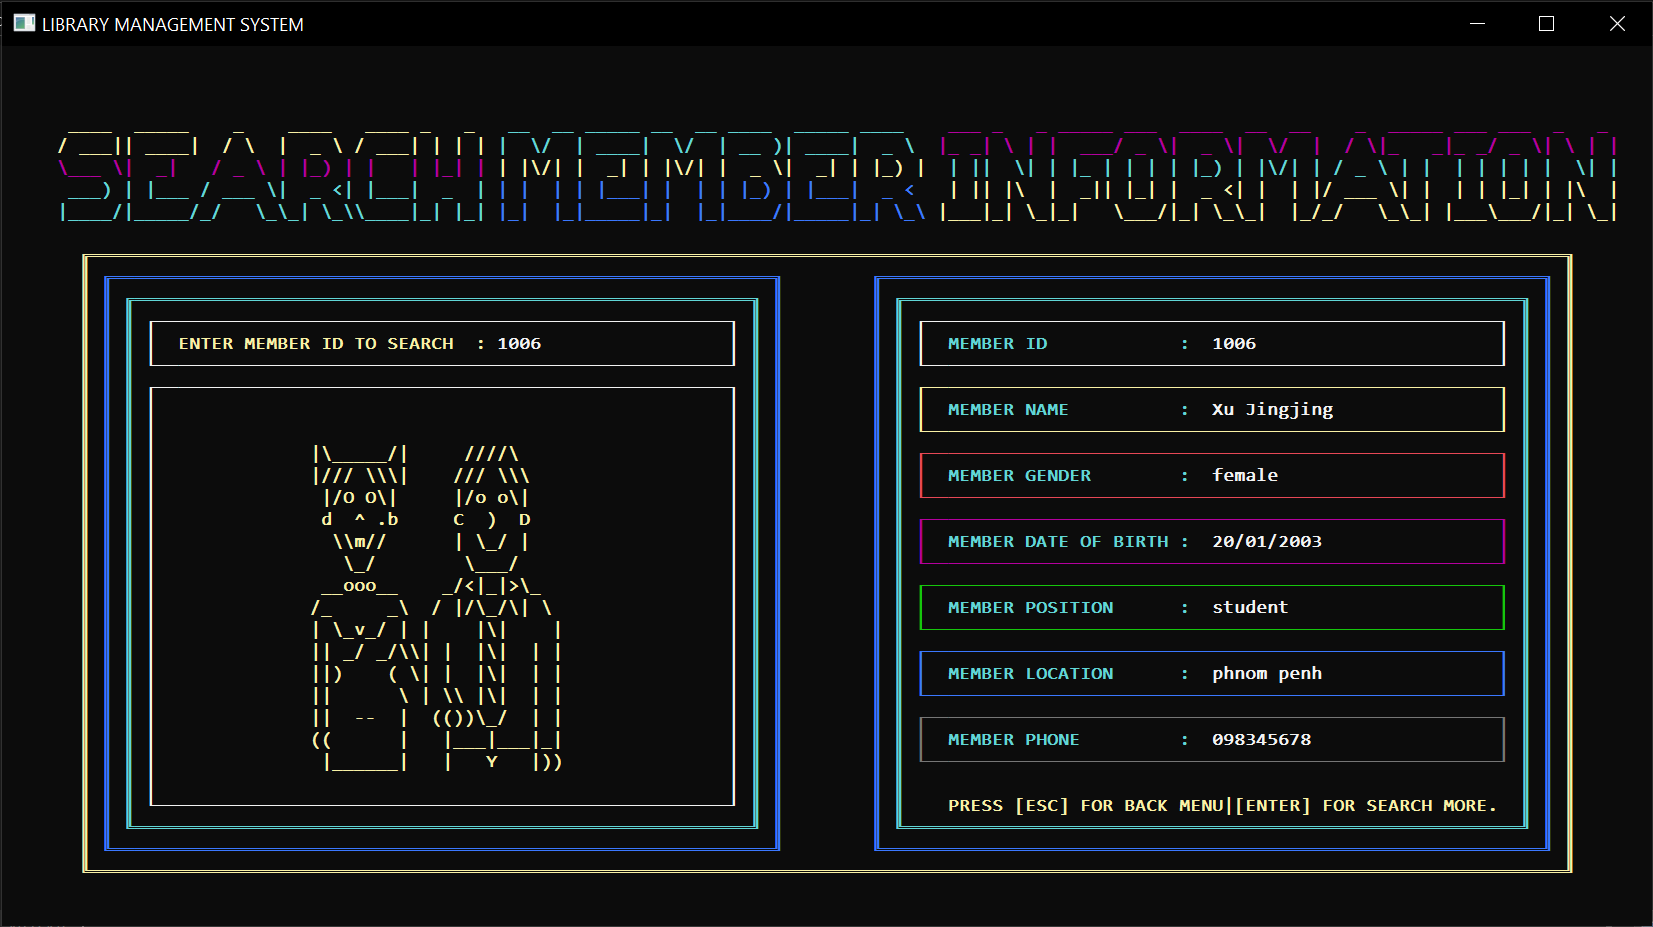 LIBRARY MANAGEMENT SYSTEM
SEARCH MEMBER INFORMATION
ENTER MEMBER ID TO SEARCH : 1006
MEMBER ID : 1006
MEMBER NAME : Xu Jingjing
MEMBER GENDER : female
MEMBER DATE OF BIRTH : 20/01/2003
MEMBER POSITION : student
MEMBER LOCATION : phnom penh
MEMBER PHONE : 098345678
PRESS [ESC] FOR BACK MENU|[ENTER] FOR SEARCH MORE.